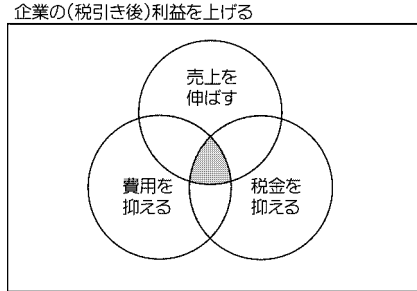 企業の(税引き後)利益を上げる
売上を
伸ばす
費用を
抑える
税金を
抑える